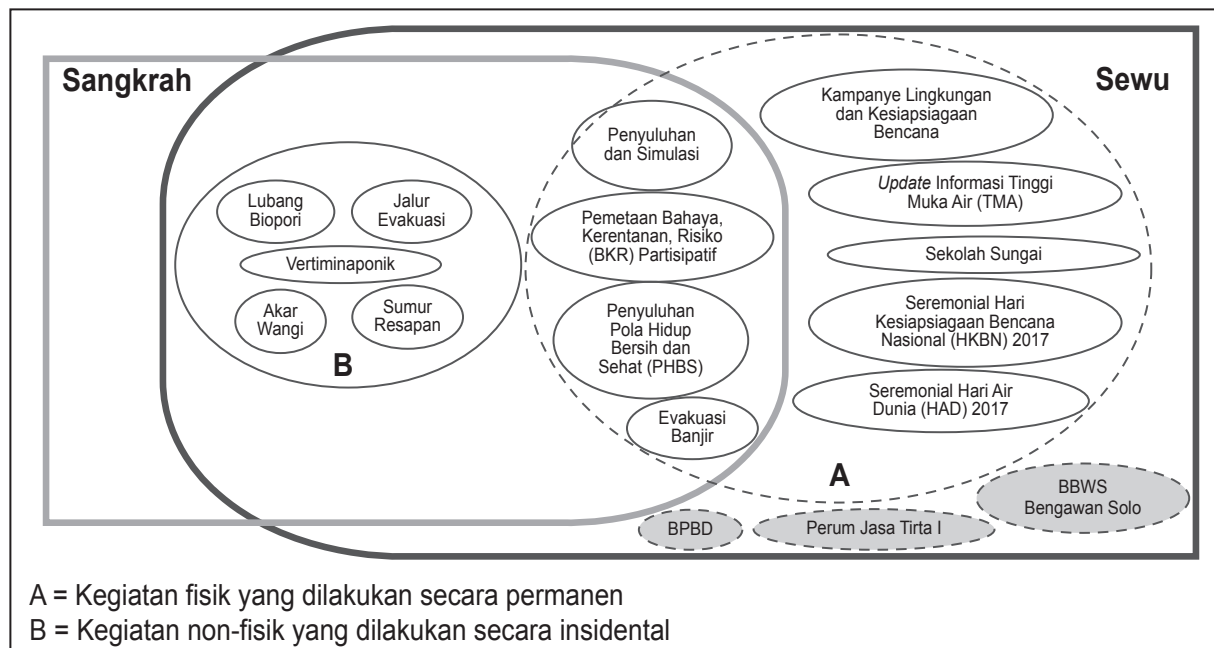 Sangkrah
Sewu
Lubang
Biopori
Jalur
Evakuasi
Vertiminaponik
Akar
Wangi
Sumur
Resapan
B
Penyuluhan
dan Simulasi
Pemetaan Bahaya,
Kerentanan, Risiko
(BKR) Partisipatif
Penyuluhan
Pola Hidup
Bersih dan
Sehat (PHBS)
Evakuasi
Banjir
Kampanye Lingkungan
dan Kesiapsiagaan
Bencana
Update Informasi Tinggi
Muka Air (TMA)
Sekolah Sungai
Seremonial Hari
Kesiapsiagaan Bencana
Nasional (HKBN) 2017
Seremonial Hari Air
Dunia (HAD) 2017
A
BPBD
Perum Jasa Tirta I
BBWS
Bengawan Solo
A = Kegiatan fisik yang dilakukan secara permanen
B = Kegiatan non-fisik yang dilakukan secara insidental